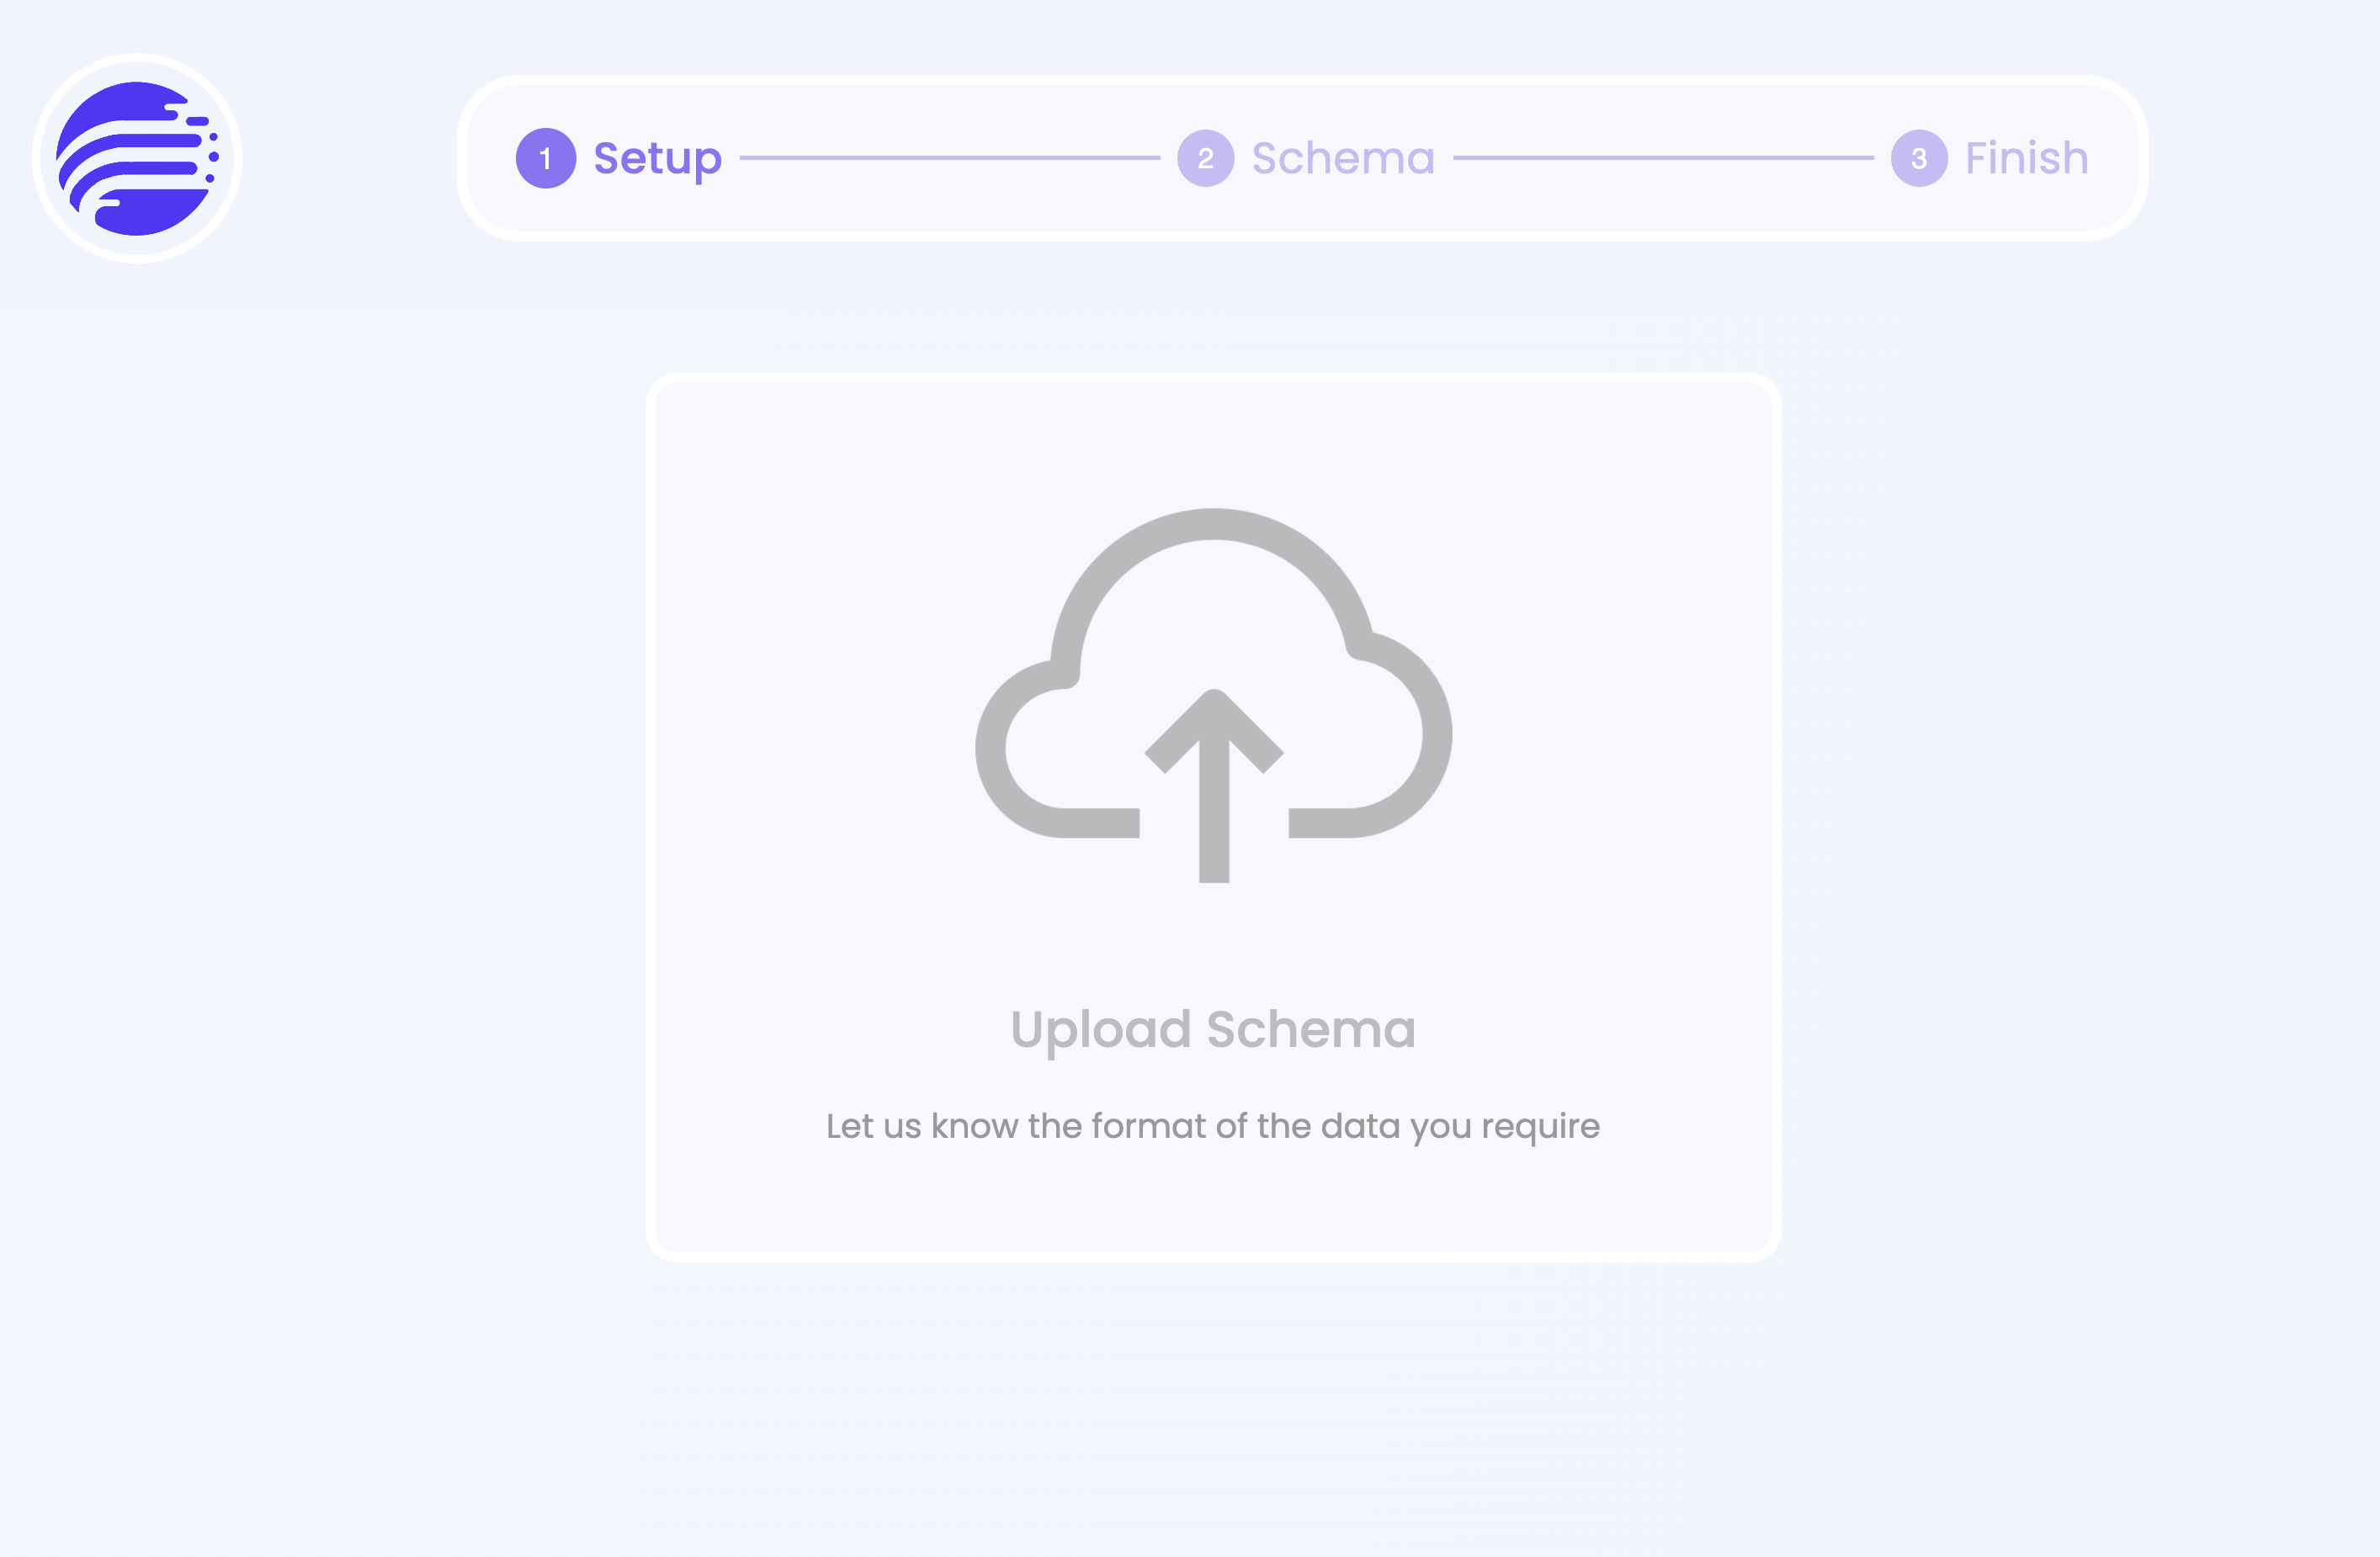 1 Setup 2 Schema 3 Finish
Upload Schema
Let us know the format of the data you require